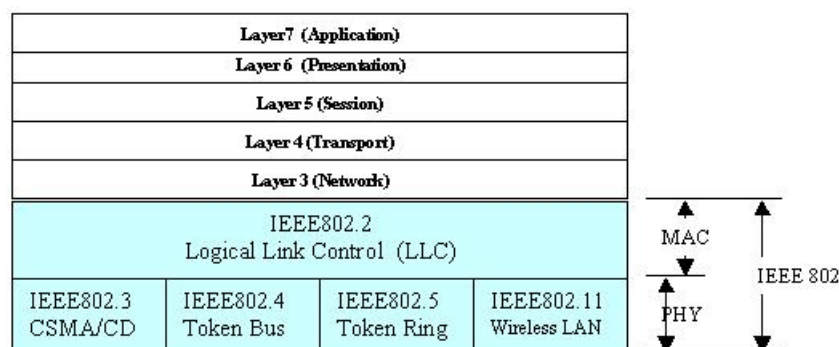 Layer7 (Application)
Layer 6 (Presentation)
Layer 5 (Session)
Layer 4 (Transport)
Layer 3 (Network)
IEEE802.2
Logical Link Control (LLC)
MAC
IEEE 802
IEEE802.3
CSMA/CD
IEEE802.4
Token Bus
IEEE802.5
Token Ring
IEEE802.11
Wireless LAN
PHY